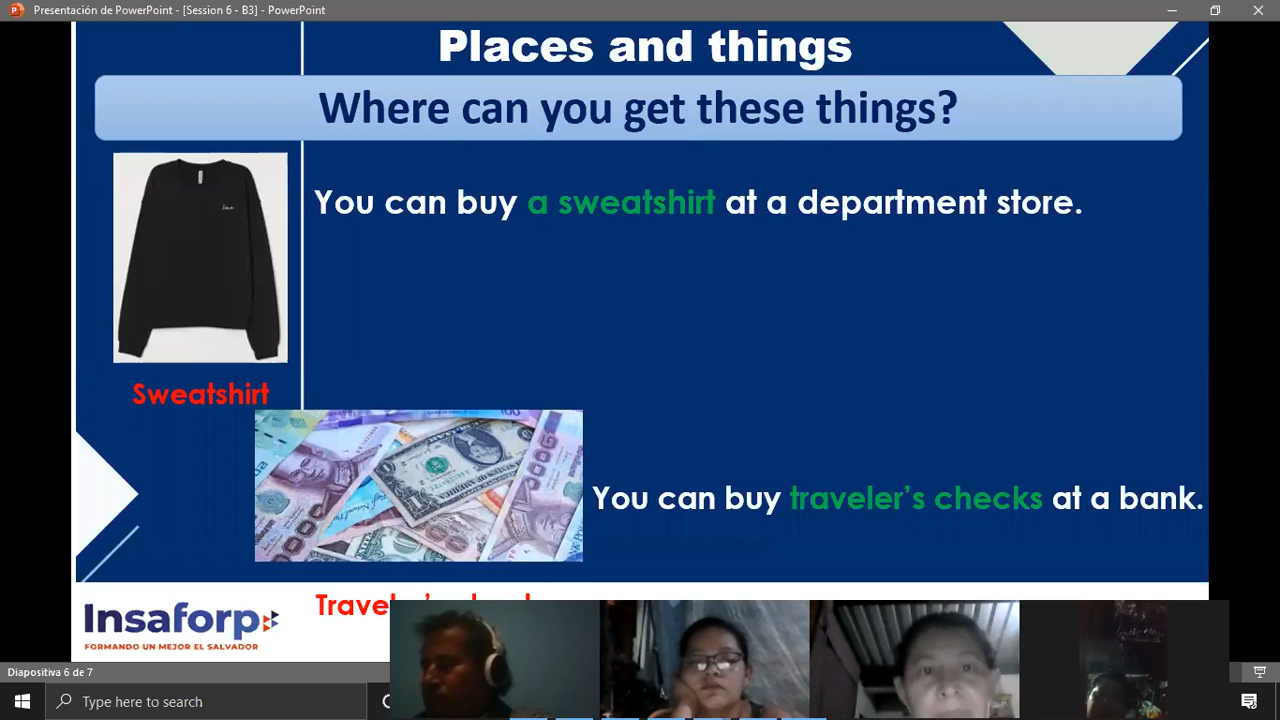 Presentación de PowerPoint - [Session 6 - B3] - PowerPoint
Places and things
Where can you get these things?
You can buy a sweatshirt at a department store.
Sweatshirt
You can buy traveler's checks at a bank.
Insaforp
FORMANDO UN MEJOR EL SALVADOR
Diapositiva 6 de 7
Type here to search